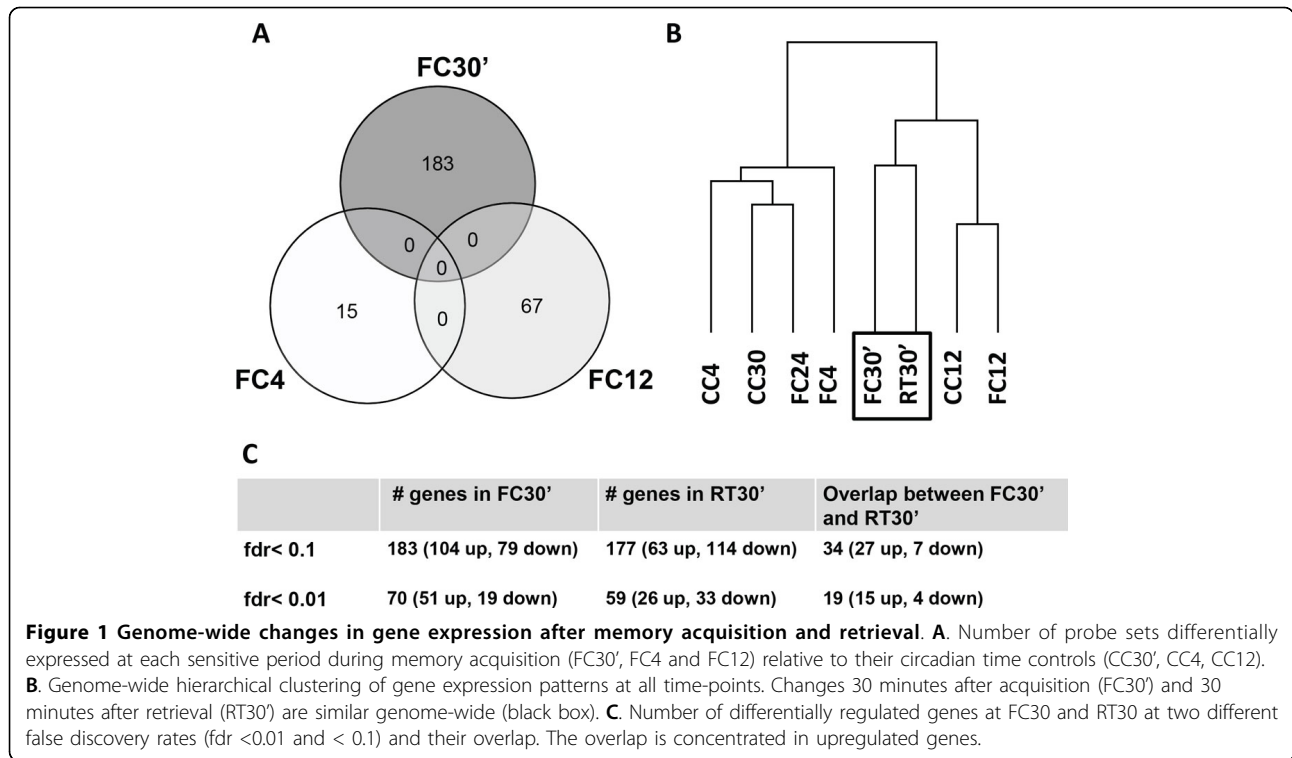 A
FC30’
183
0
0
0
15
0
67
FC4
FC12
B
CC4
CC30
FC24
FC4
FC30’
RT30’
CC12
FC12
C
# genes in FC30’ # genes in RT30’ Overlap between FC30’
and RT30’
fdr< 0.1 183 (104 up, 79 down) 177 (63 up, 114 down) 34 (27 up, 7 down)
fdr< 0.01 70 (51 up, 19 down) 59 (26 up, 33 down) 19 (15 up, 4 down)
Figure 1 Genome-wide changes in gene expression after memory acquisition and retrieval. A. Number of probe sets differentially
expressed at each sensitive period during memory acquisition (FC30’, FC4 and FC12) relative to their circadian time controls (CC30’, CC4, CC12).
B. Genome-wide hierarchical clustering of gene expression patterns at all time-points. Changes 30 minutes after acquisition (FC30’) and 30
minutes after retrieval (RT30’) are similar genome-wide (black box). C. Number of differentially regulated genes at FC30 and RT30 at two different
false discovery rates (fdr <0.01 and < 0.1) and their overlap. The overlap is concentrated in upregulated genes.